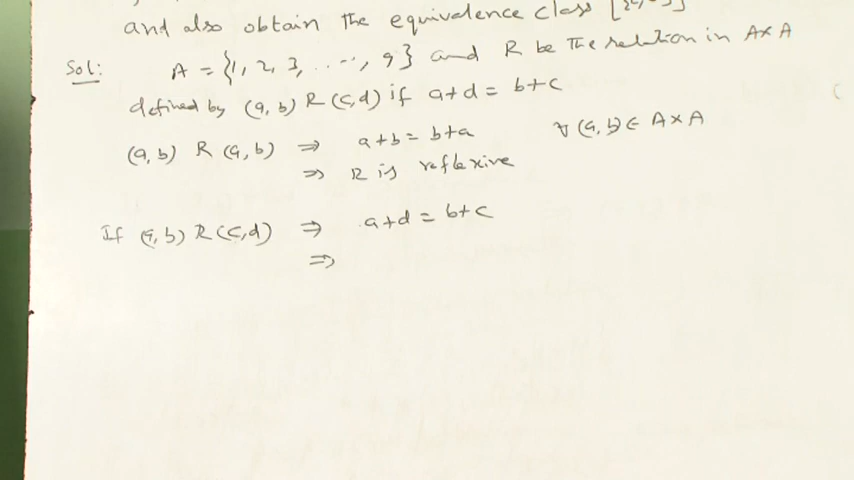 and also obtain the equivalence class [
Sol: A = {1, 2, 3, ....., 9} and R be the relation in A×A
defined by (a, b) R (c, d) if a+d = b+c
(a, b) R (a, b) ⇒ a+b = b+a ∀ (a, b) ∈ A×A
⇒ R is reflexive
If (a, b) R (c, d) ⇒ a+d = b+c
⇒